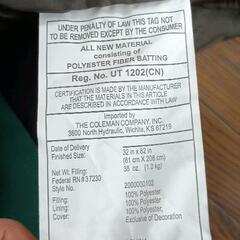 UNDER PENALTY OF LAW THIS TAG NOT
TO BE REMOVED EXCEPT BY THE CONSUMER
ALL NEW MATERIAL
consisting of
POLYESTER FIBER BATTING
Reg. No. UT 1202(CN)
CERTIFICATION IS MADE BY THE MANUFACTURER
THAT THE MATERIALS IN THIS ARTICLE
ARE DESCRIBED IN ACCORDANCE WITH LAW.
THE COLEMAN COMPANY, INC.
3600 North Hydraulic, Wichita, KS 67219
Date of delivery:
Finished Size: 32 in x 82 in
(81 cm X 208 cm)
Net Wt. Filling: 36 oz. (1.0 kg)
Federal RN # 37230
Style No. 2000000102
Filling: 100% Polyester
Lining: 100% Polyester
Cover: 100% Polyester
Exclusive of Decoration